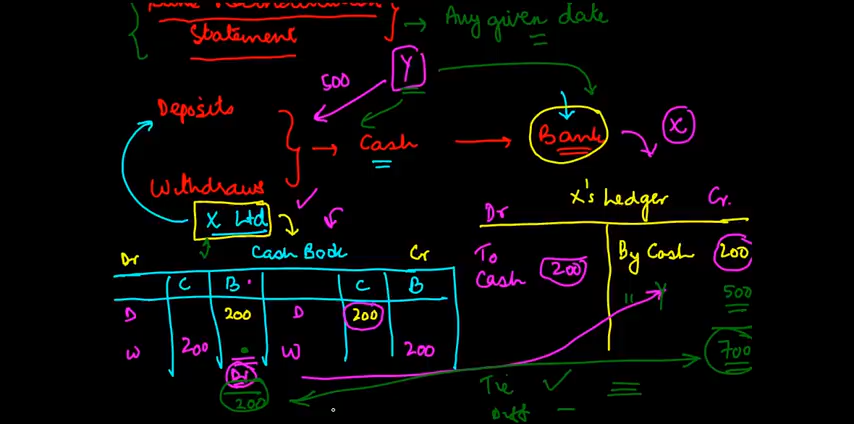 Statement
Any given date
500
Y
Deposits
Cash
Bank
X
Withdraws
X Ltd
X's Ledger
Dr
Cr.
Dr
Cash Book
Cr
To Cash 200
By Cash 200
C
B
C
B
" Y 500
D
200
D
200
W
200
W
200
700
Dr
200
Tie
Diff